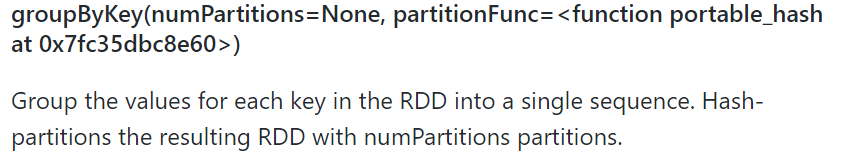 groupByKey(numPartitions=None, partitionFunc=<function portable_hash
at 0x7fc35dbc8e60>)
Group the values for each key in the RDD into a single sequence. Hash-
partitions the resulting RDD with numPartitions partitions.